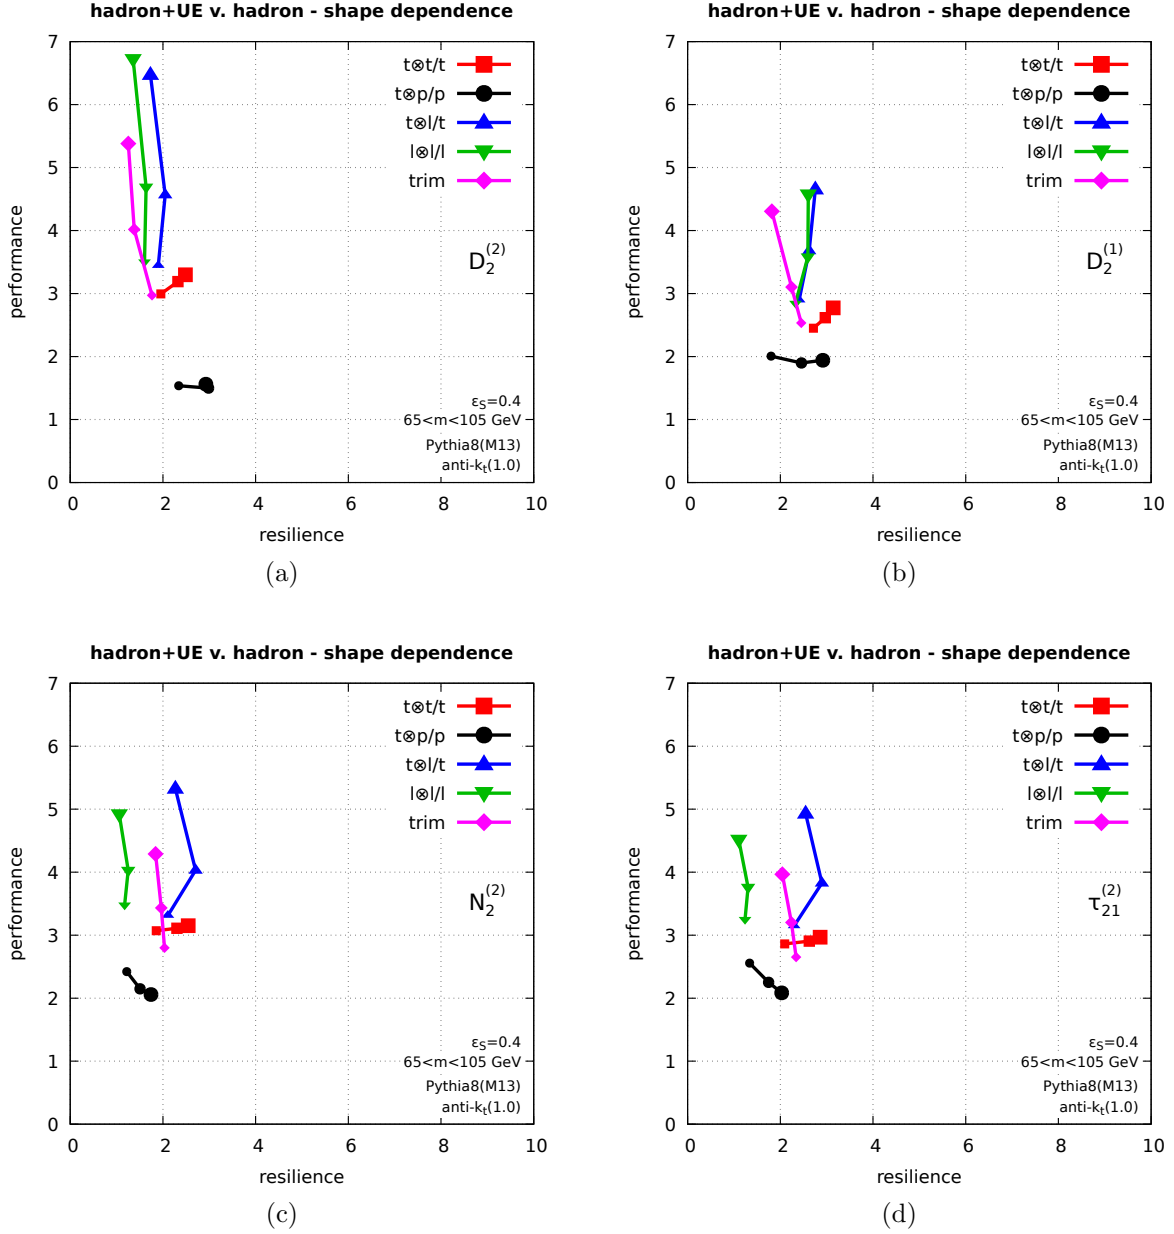 hadron+UE v. hadron - shape dependence
performance
7
6
5
4
3
2
1
0
t⊗t/t
t⊗p/p
t⊗l/t
l⊗l/l
trim
D₂⁽²⁾
εS=0.4
65<m<105 GeV
Pythia8(M13)
anti-kt(1.0)
0 2 4 6 8 10
resilience
(a)
hadron+UE v. hadron - shape dependence
performance
7
6
5
4
3
2
1
0
t⊗t/t
t⊗p/p
t⊗l/t
l⊗l/l
trim
D₂⁽¹⁾
εS=0.4
65<m<105 GeV
Pythia8(M13)
anti-kt(1.0)
0 2 4 6 8 10
resilience
(b)
hadron+UE v. hadron - shape dependence
performance
7
6
5
4
3
2
1
0
t⊗t/t
t⊗p/p
t⊗l/t
l⊗l/l
trim
N₂⁽²⁾
εS=0.4
65<m<105 GeV
Pythia8(M13)
anti-kt(1.0)
0 2 4 6 8 10
resilience
(c)
hadron+UE v. hadron - shape dependence
performance
7
6
5
4
3
2
1
0
t⊗t/t
t⊗p/p
t⊗l/t
l⊗l/l
trim
τ₂₁⁽²⁾
εS=0.4
65<m<105 GeV
Pythia8(M13)
anti-kt(1.0)
0 2 4 6 8 10
resilience
(d)